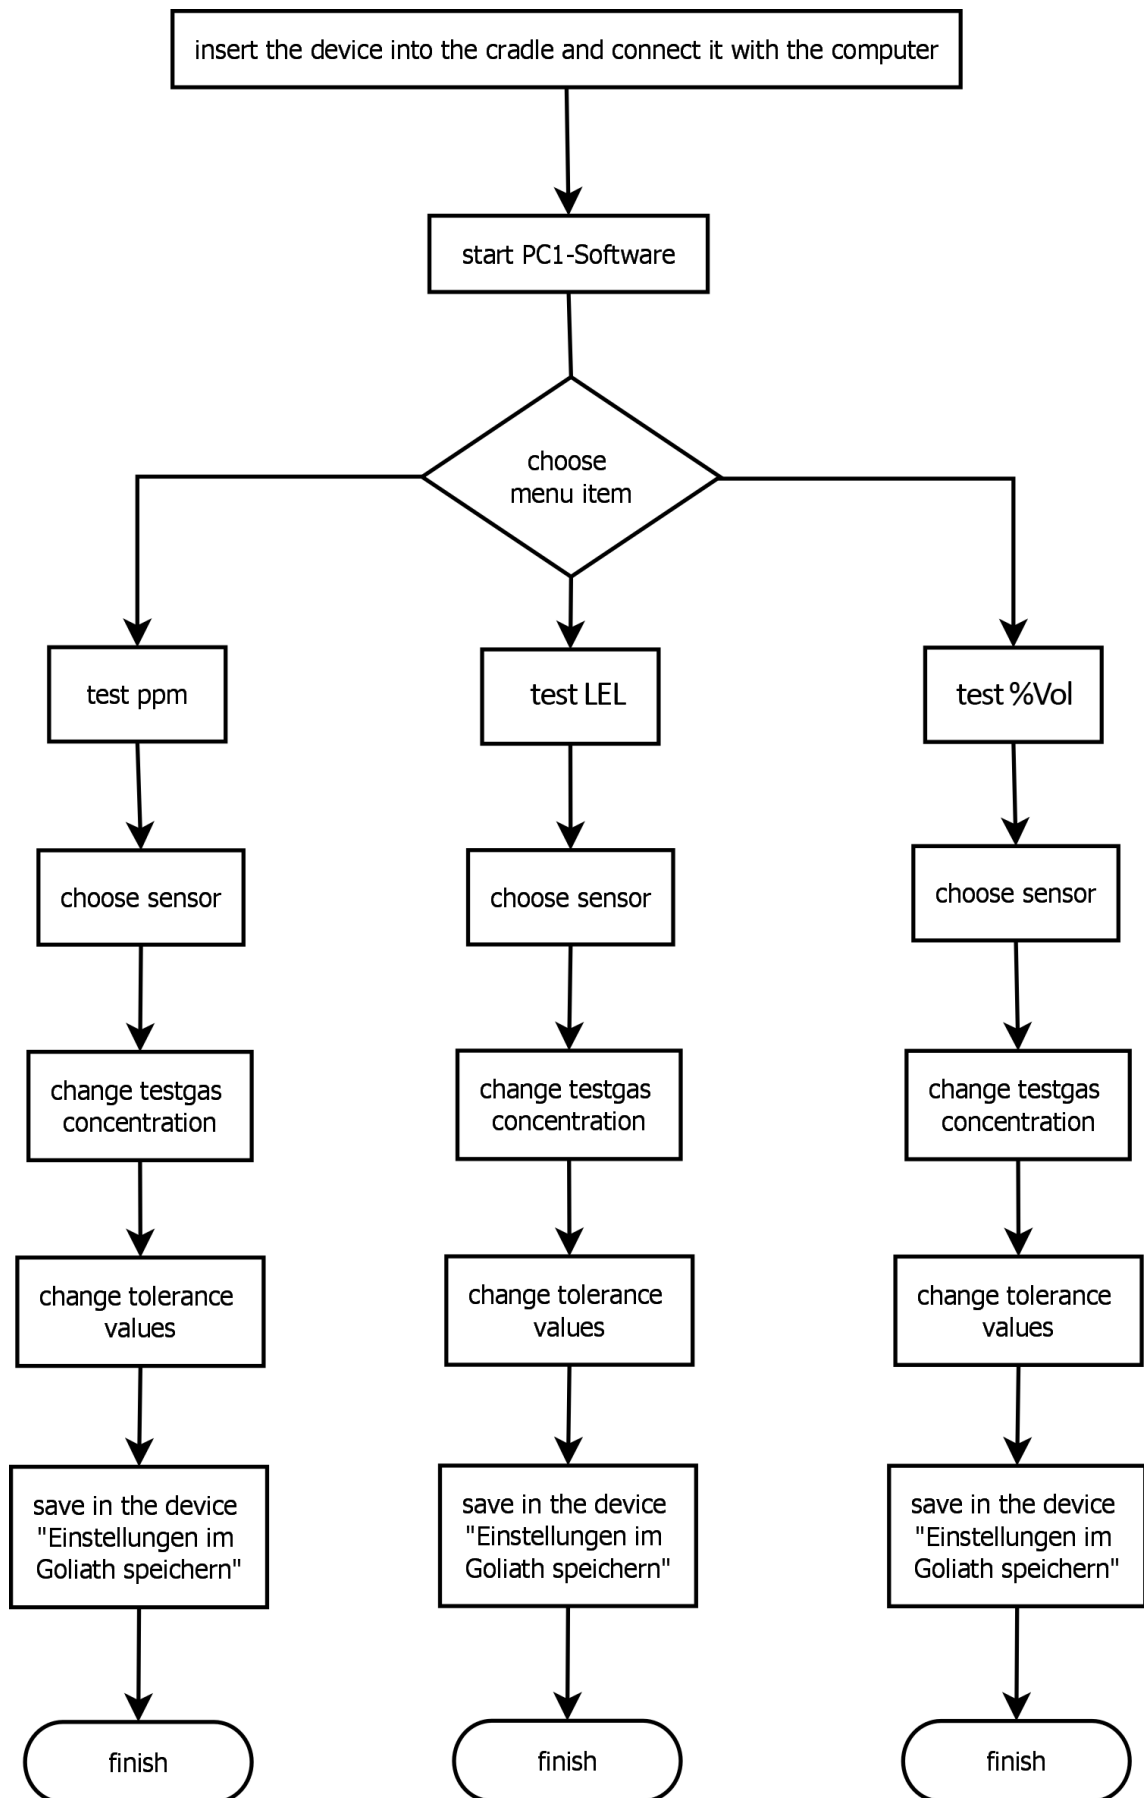 insert the device into the cradle and connect it with the computer
start PC1-Software
choose
menu item
test ppm
choose sensor
change testgas
concentration
change tolerance
values
save in the device
"Einstellungen im
Goliath speichern"
finish
test LEL
choose sensor
change testgas
concentration
change tolerance
values
save in the device
"Einstellungen im
Goliath speichern"
finish
test %Vol
choose sensor
change testgas
concentration
change tolerance
values
save in the device
"Einstellungen im
Goliath speichern"
finish